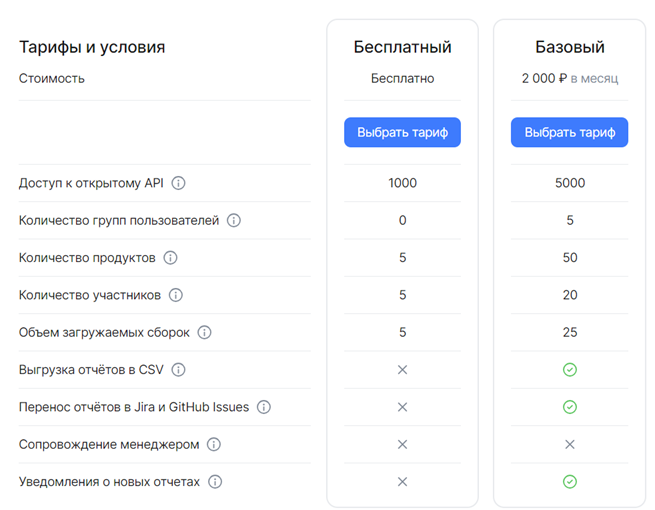 Тарифы и условия Бесплатный Базовый
Стоимость Бесплатно 2 000 ₽ в месяц
Выбрать тариф Выбрать тариф
Доступ к открытому API 1000 5000
Количество групп пользователей 0 5
Количество продуктов 5 50
Количество участников 5 20
Объем загружаемых сборок 5 25
Выгрузка отчётов в CSV
Перенос отчётов в Jira и GitHub Issues
Сопровождение менеджером
Уведомления о новых отчетах